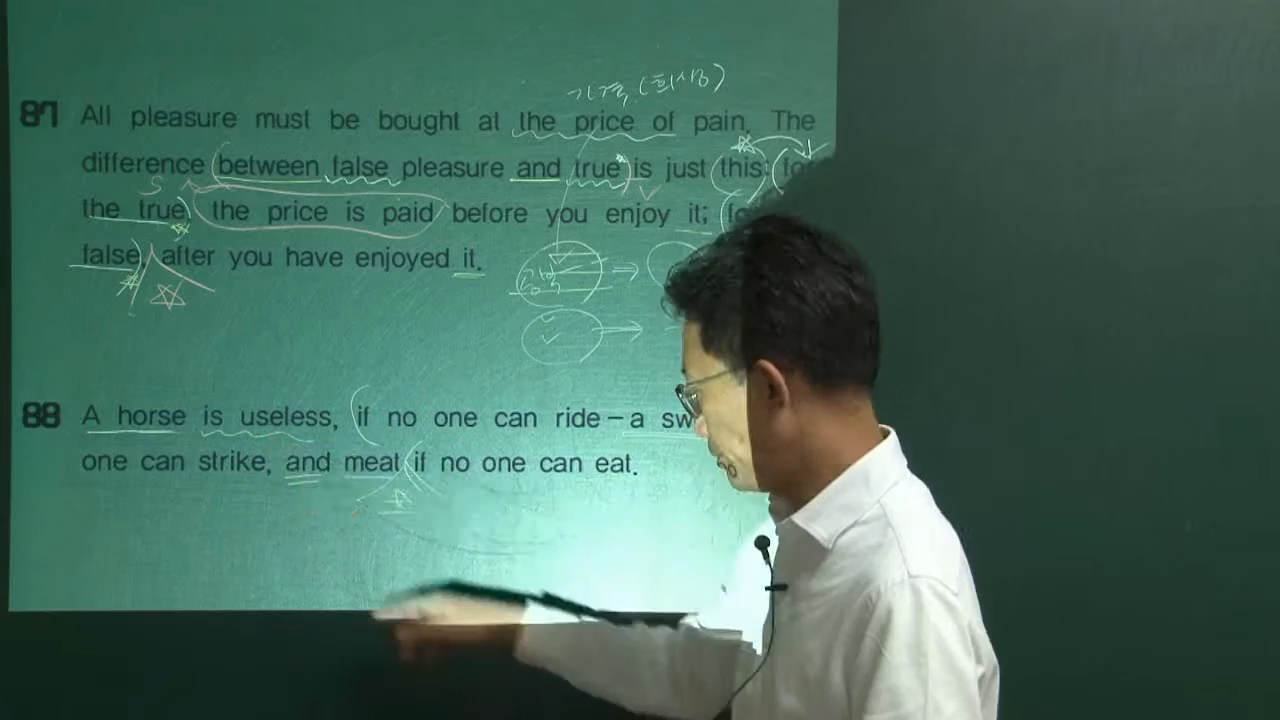 가격 (희생)
87 All pleasure must be bought at the price of pain. The
difference between false pleasure and true is just this: for
S
the true, the price is paid before you enjoy it;
false, after you have enjoyed it.
88 A horse is useless, if no one can ride – a sw
one can strike, and meat if no one can eat.